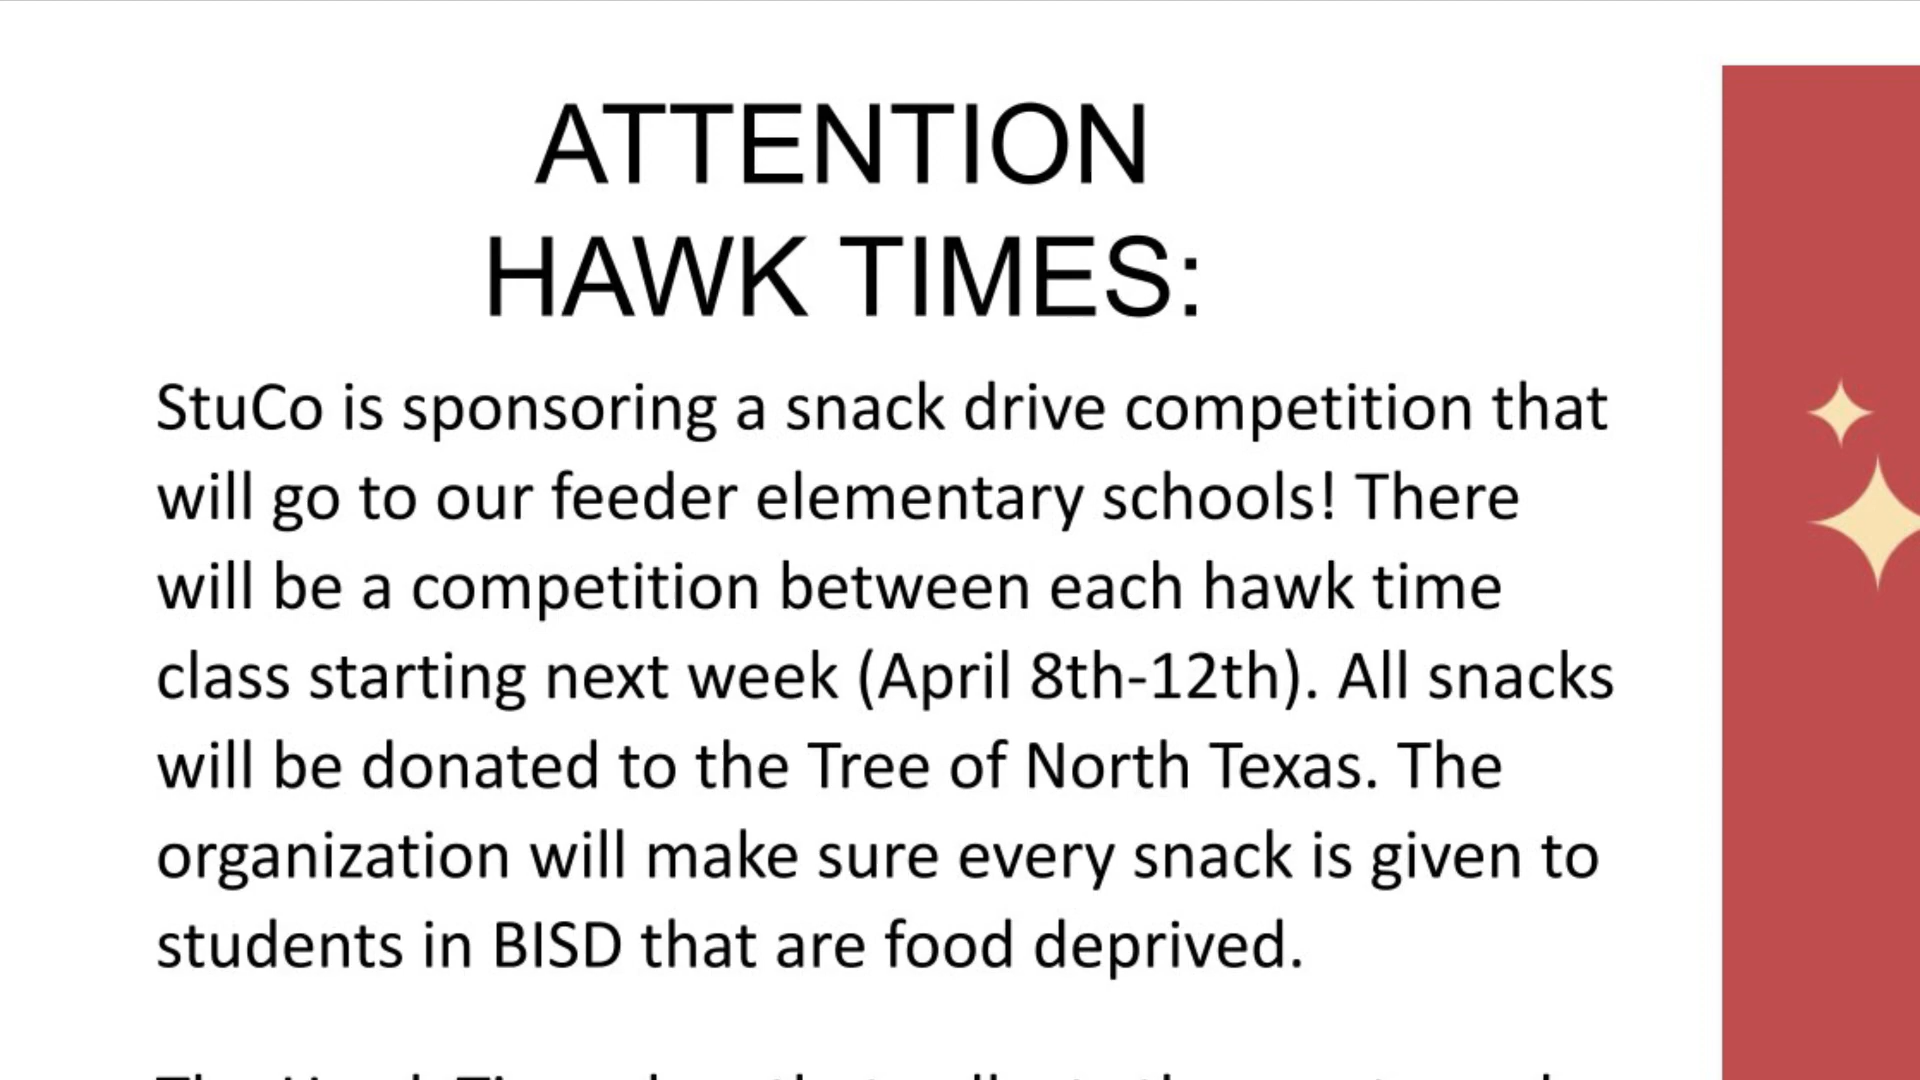 ATTENTION
HAWK TIMES:
StuCo is sponsoring a snack drive competition that
will go to our feeder elementary schools! There
will be a competition between each hawk time
class starting next week (April 8th-12th). All snacks
will be donated to the Tree of North Texas. The
organization will make sure every snack is given to
students in BISD that are food deprived.